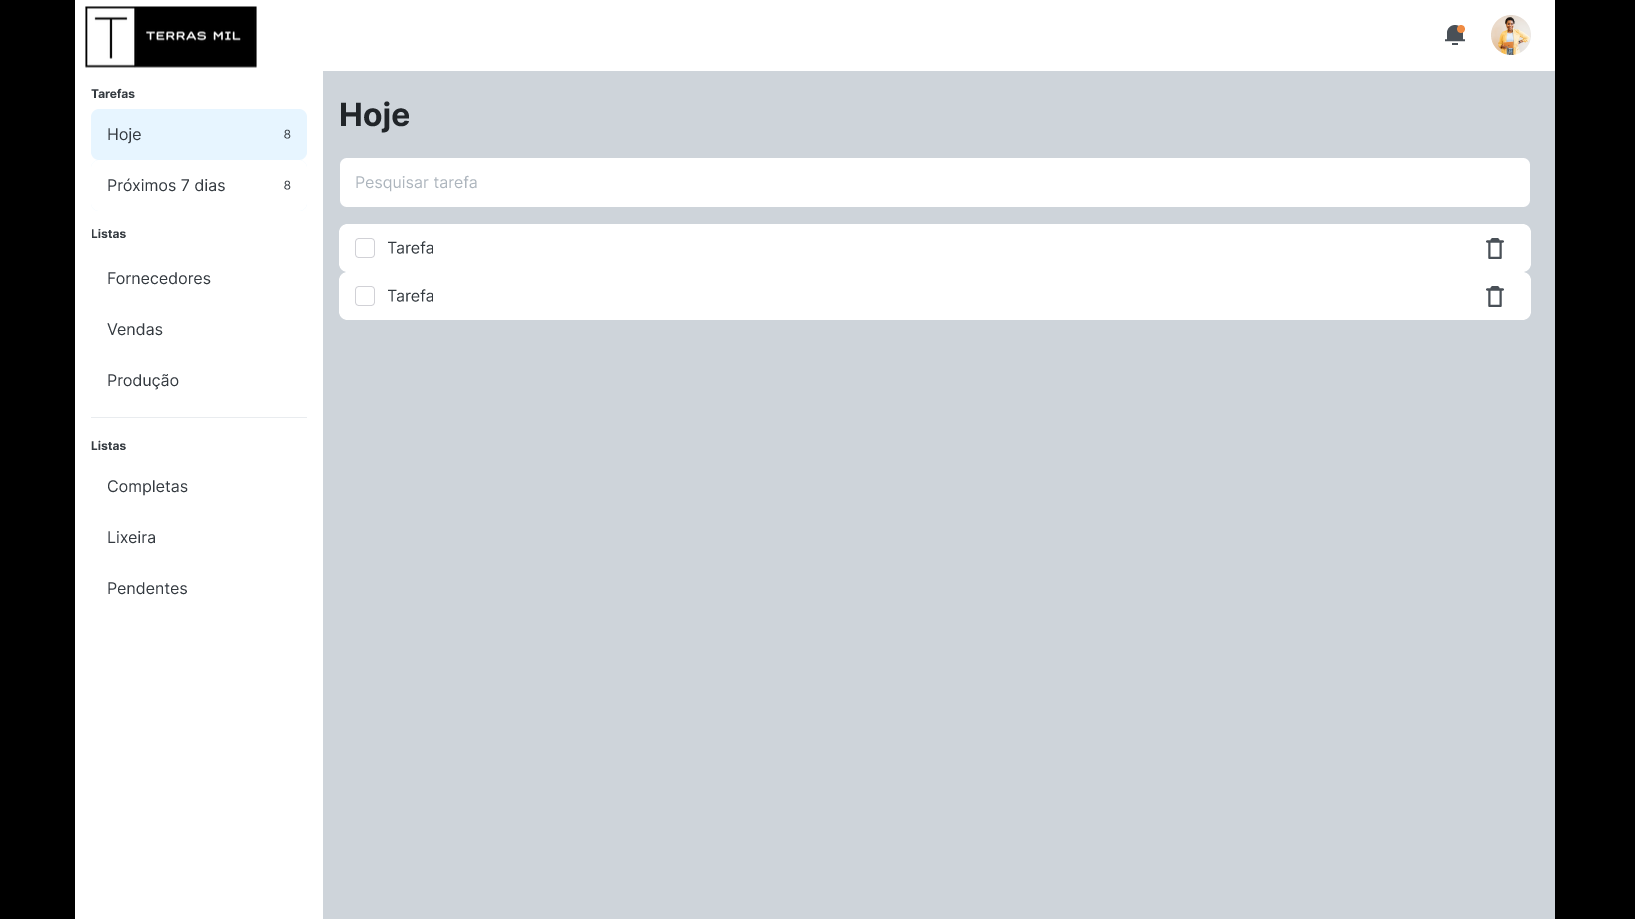 T
TERRAS MIL
Tarefas
Hoje 8
Próximos 7 dias 8
Listas
Fornecedores
Vendas
Produção
Listas
Completas
Lixeira
Pendentes
Hoje
Pesquisar tarefa
Tarefa
Tarefa